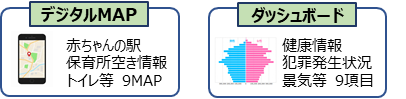 デジタルMAP
赤ちゃんの駅
保育所空き情報
トイレ等 9MAP
ダッシュボード
健康情報
犯罪発生状況
景気等 9項目